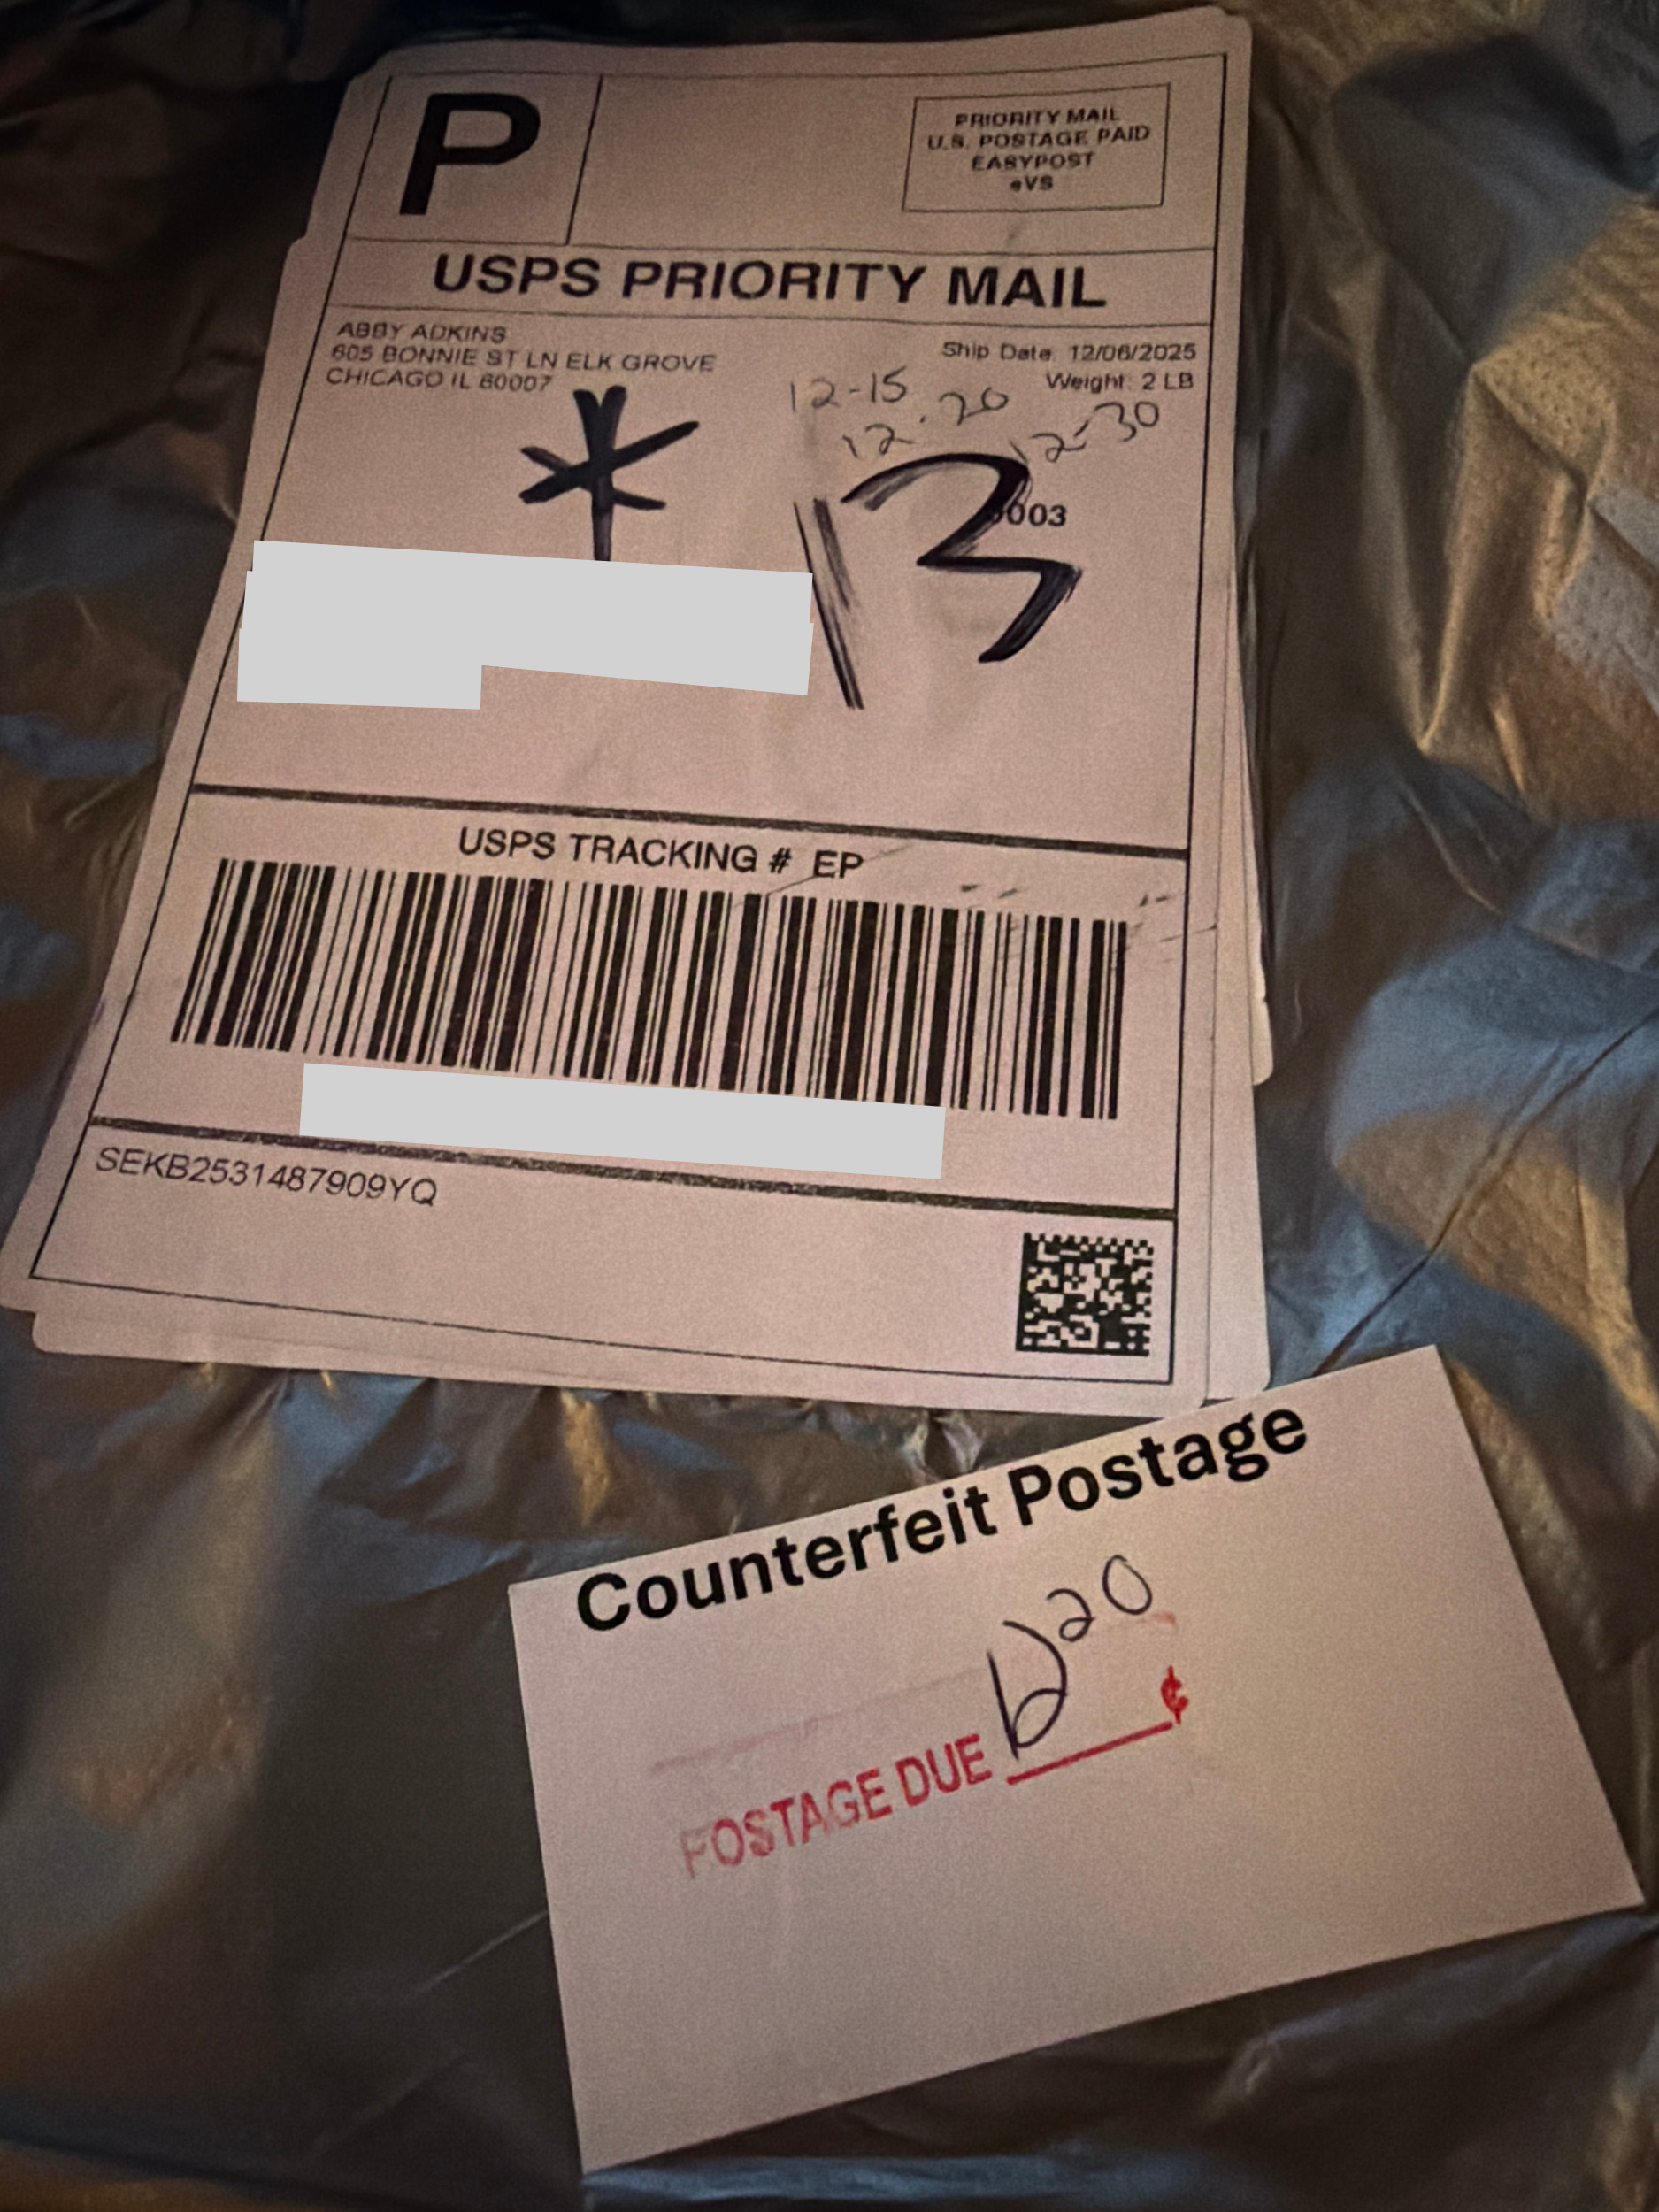 P
PRIORITY MAIL
U.S. POSTAGE PAID
EASYPOST
eVS
USPS PRIORITY MAIL
ABBY ADKINS
605 BONNIE ST LN ELK GROVE
CHICAGO IL 60007
Ship Date: 12/06/2025
Weight: 2 LB
12-15
12-20
12-30
003
13
USPS TRACKING # EP
SEKB2531487909YQ
Counterfeit Postage
20
POSTAGE DUE ¢